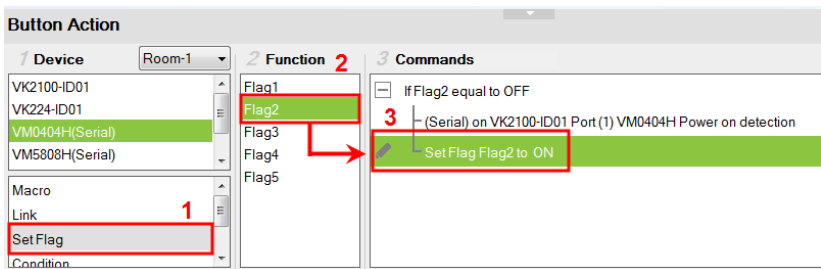 Button Action
1 Device Room-1 2 Function 2 3 Commands
VK2100-ID01
VK224-ID01
VM0404H(Serial)
VM5808H(Serial)
Macro
Link 1
Set Flag
Condition
Flag1
Flag2
Flag3
Flag4
Flag5
If Flag2 equal to OFF
3 (Serial) on VK2100-ID01 Port (1) VM0404H Power on detection
Set Flag Flag2 to ON